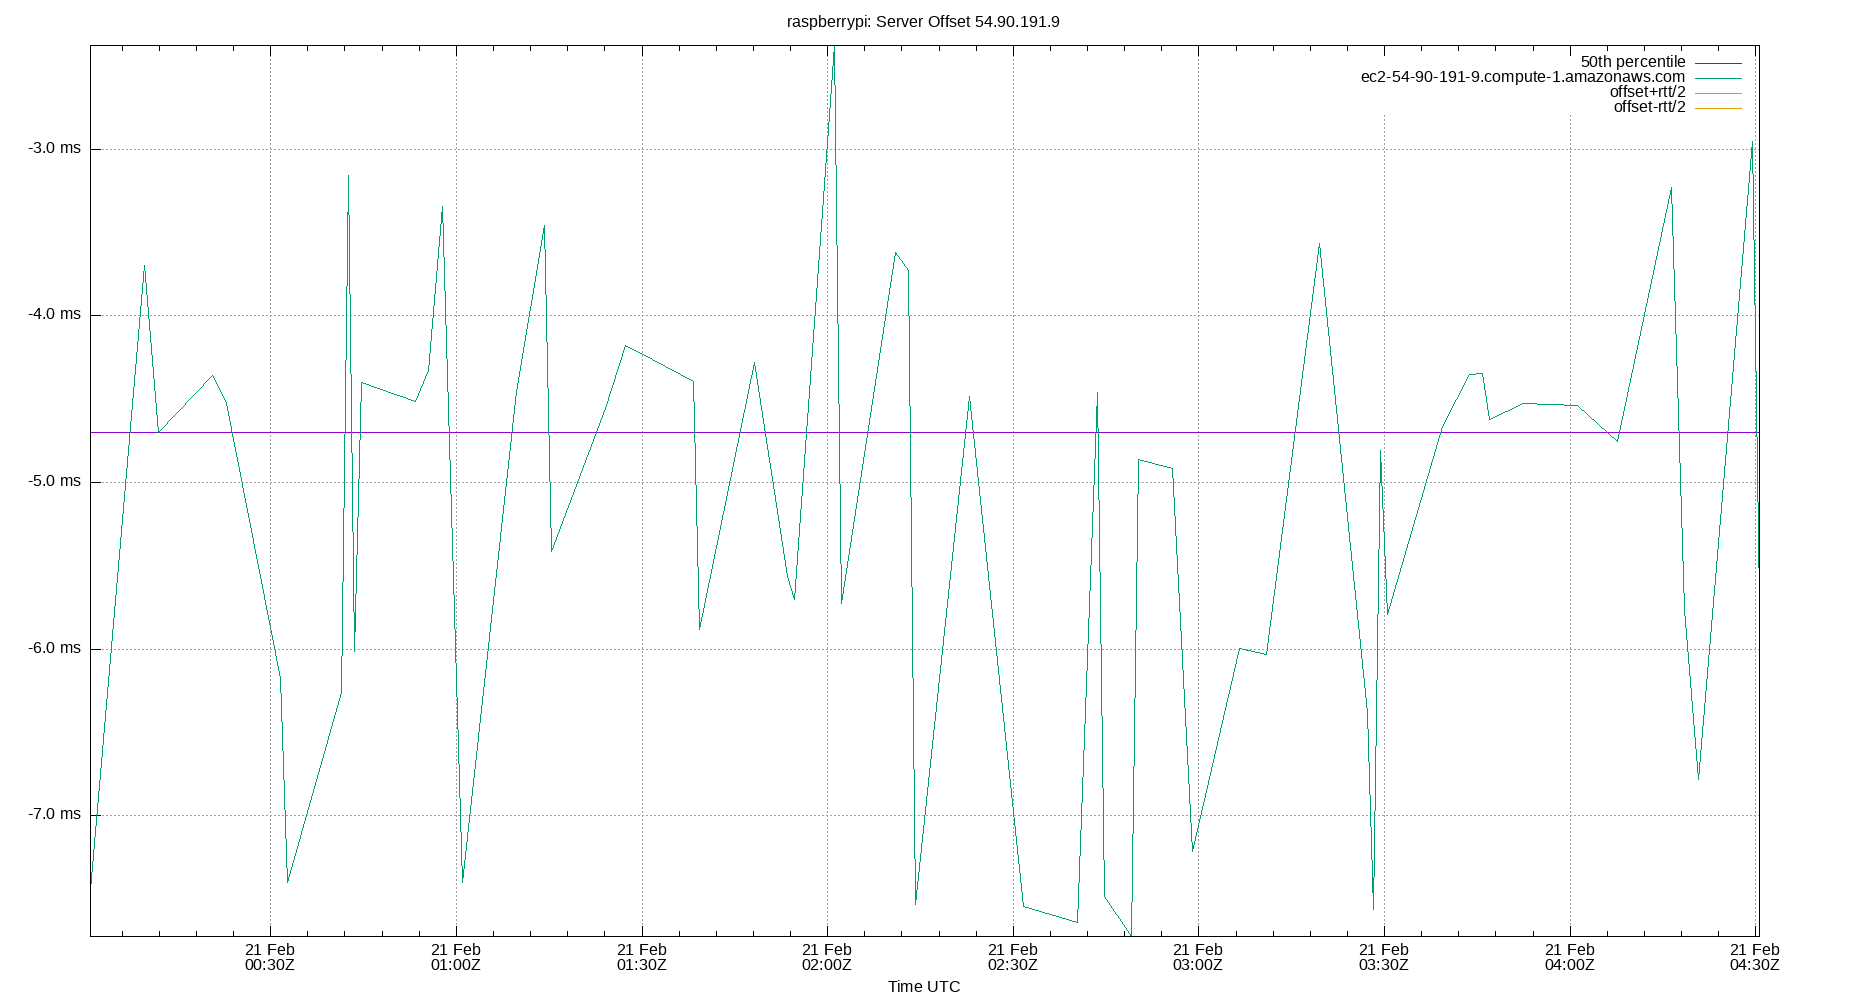 raspberrypi: Server Offset 54.90.191.9
50th percentile
ec2-54-90-191-9.compute-1.amazonaws.com
offset+rtt/2
offset-rtt/2
-3.0 ms
-4.0 ms
-5.0 ms
-6.0 ms
-7.0 ms
21 Feb 21 Feb 21 Feb 21 Feb 21 Feb 21 Feb 21 Feb 21 Feb 21 Feb
00:30Z 01:00Z 01:30Z 02:00Z 02:30Z 03:00Z 03:30Z 04:00Z 04:30Z
Time UTC